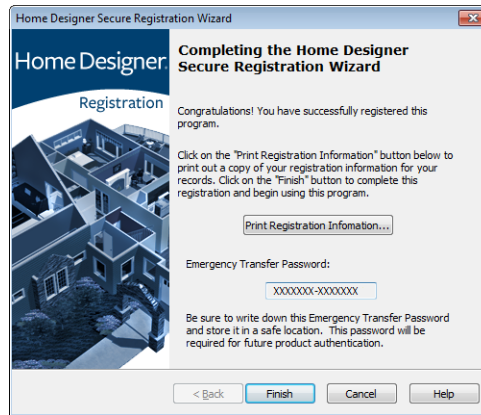 Home Designer Secure Registration Wizard
Home Designer.
Registration
Completing the Home Designer
Secure Registration Wizard
Congratulations! You have successfully registered this
program.
Click on the "Print Registration Information" button below to
print out a copy of your registration information for your
records. Click on the "Finish" button to complete this
registration and begin using this program.
Print Registration Infomation...
Emergency Transfer Password:
XXXXXXX-XXXXXXX
Be sure to write down this Emergency Transfer Password
and store it in a safe location. This password will be
required for future product authentication.
< Back Finish Cancel Help